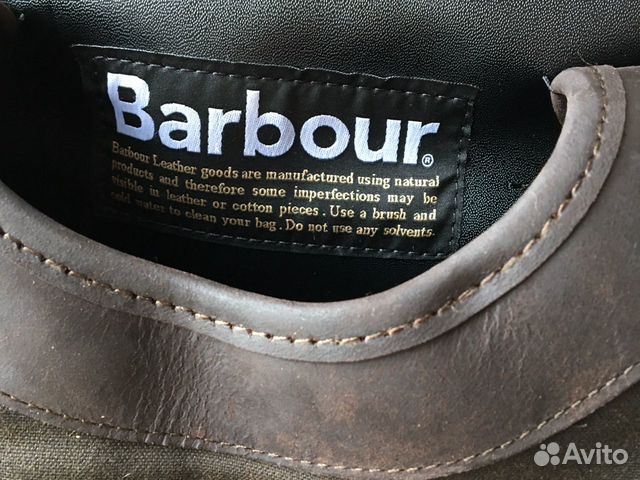 Barbour®
Barbour Leather goods are manufactured using natural
products and therefore some imperfections may be
visible in leather or cotton pieces. Use a brush and
cold water to clean your bag. Do not use any solvents.
Avito